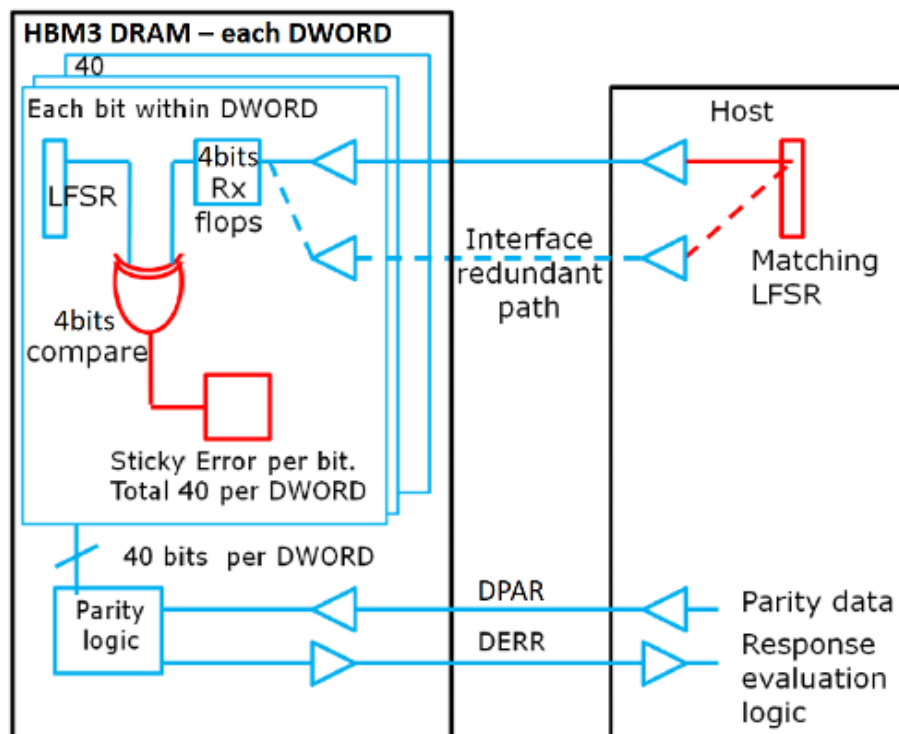 HBM3 DRAM – each DWORD
40
Each bit within DWORD
LFSR
4bits
Rx
flops
4bits
compare
Sticky Error per bit.
Total 40 per DWORD
40 bits per DWORD
Parity
logic
Host
Interface
redundant
path
Matching
LFSR
DPAR
DERR
Parity data
Response
evaluation
logic